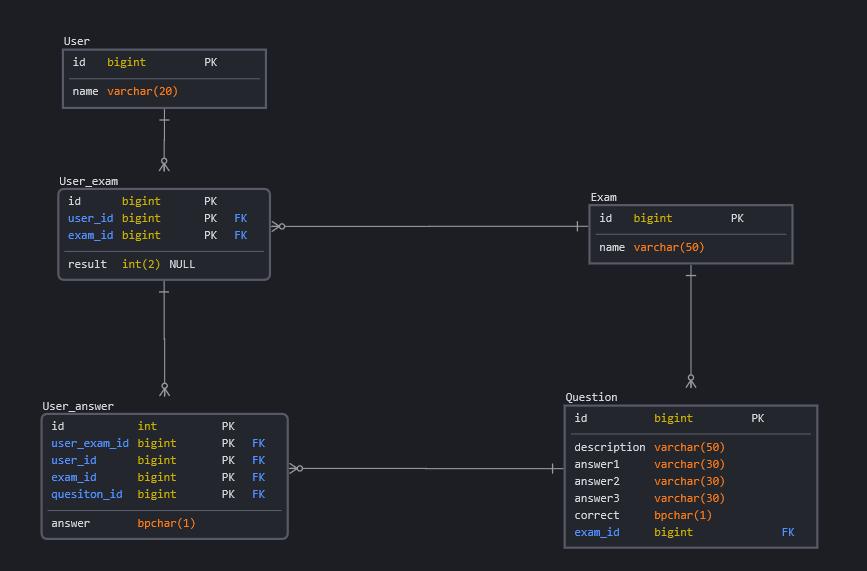 User
id bigint PK
name varchar(20)
User_exam
id bigint PK
user_id bigint PK FK
exam_id bigint PK FK
result int(2) NULL
Exam
id bigint PK
name varchar(50)
User_answer
id int PK
user_exam_id bigint PK FK
user_id bigint PK FK
exam_id bigint PK FK
quesiton_id bigint PK FK
answer bpchar(1)
Question
id bigint PK
description varchar(50)
answer1 varchar(30)
answer2 varchar(30)
answer3 varchar(30)
correct bpchar(1)
exam_id bigint FK